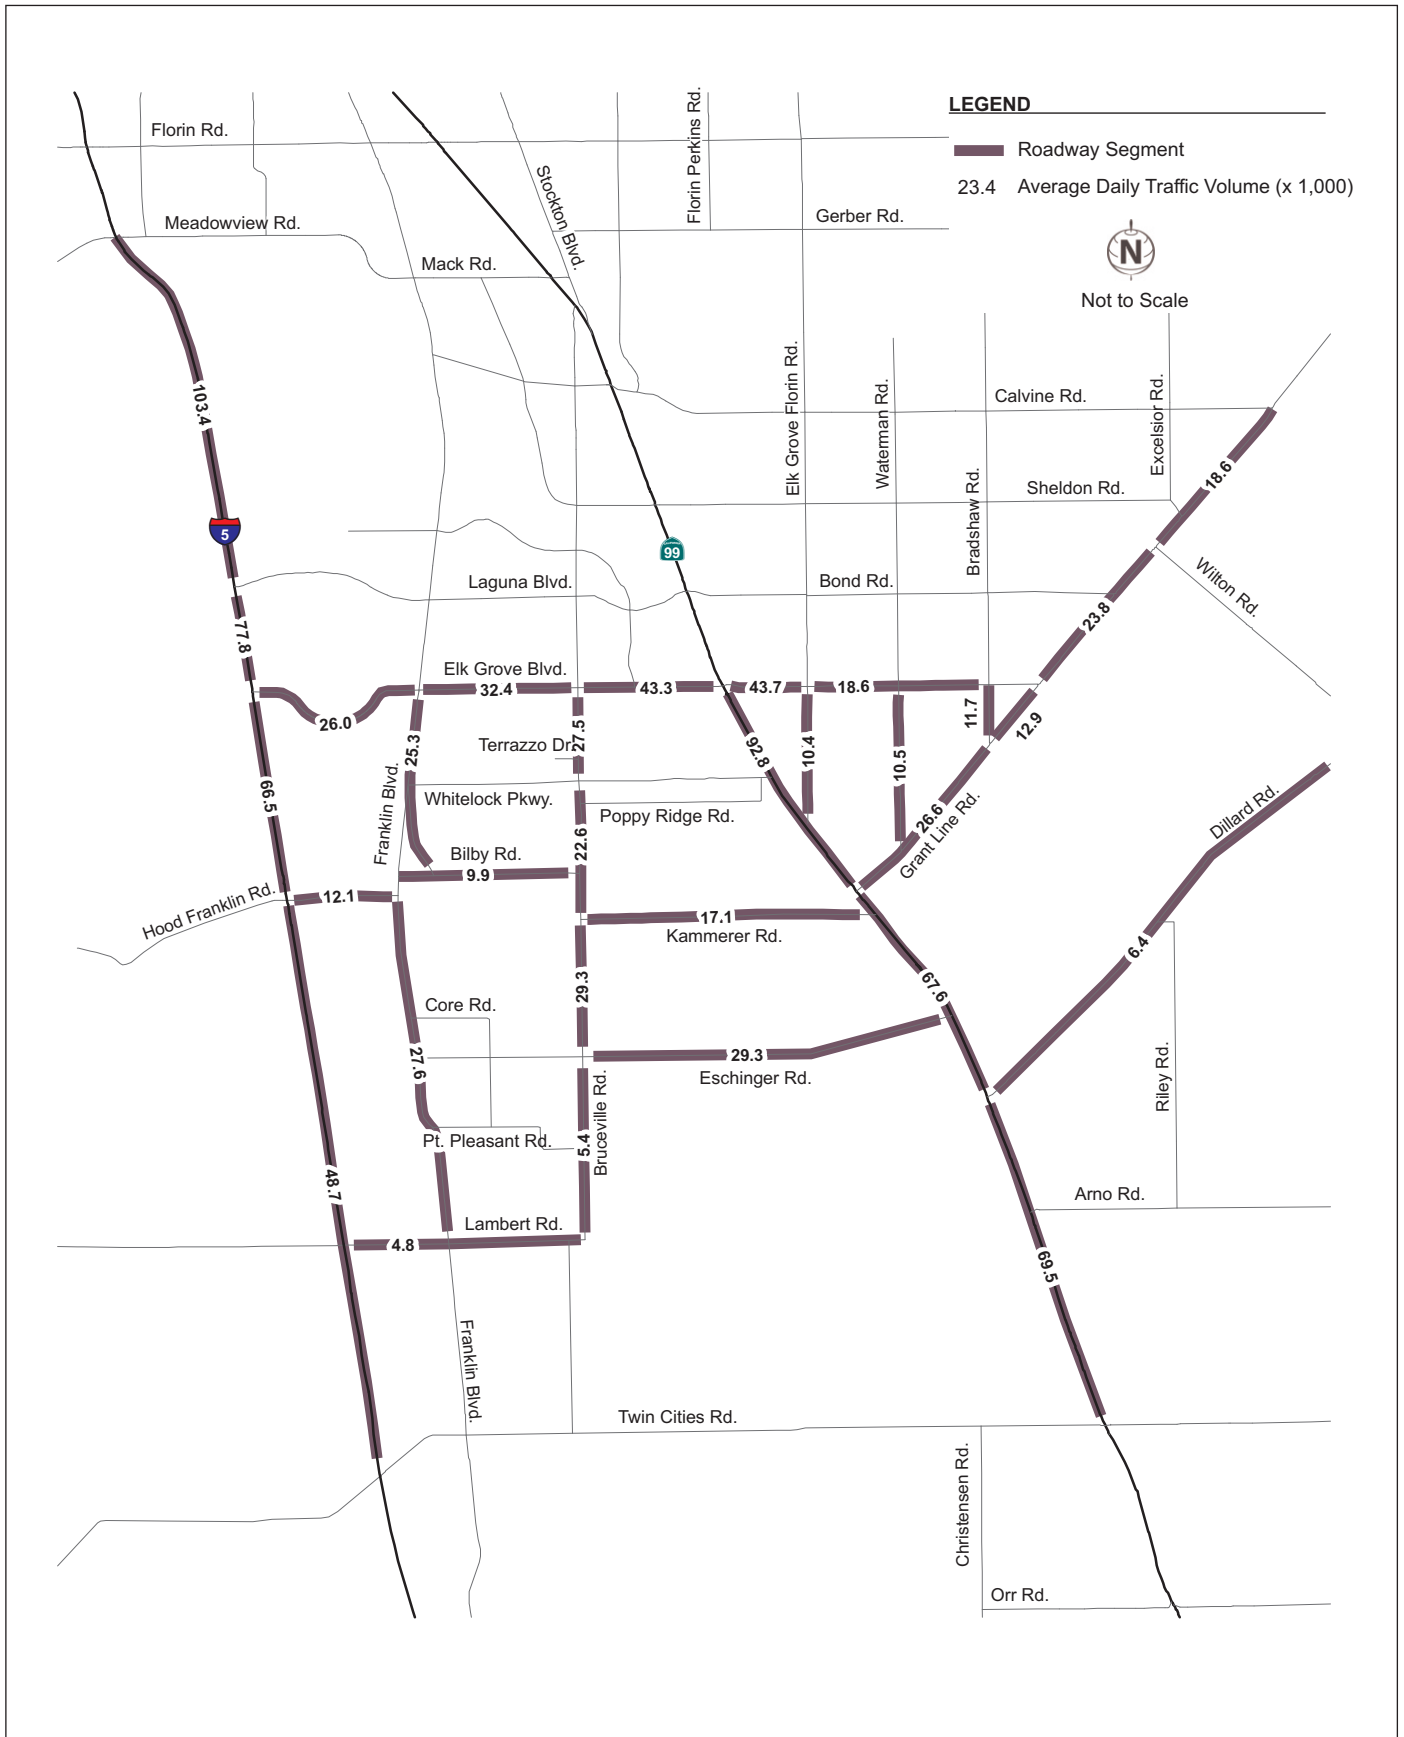 LEGEND
Roadway Segment
23.4 Average Daily Traffic Volume (x 1,000)
N
Not to Scale
Florin Rd.
Florin Perkins Rd.
Stockton Blvd.
Meadowview Rd.
Gerber Rd.
Mack Rd.
Elk Grove Florin Rd.
Waterman Rd.
Calvine Rd.
Excelsior Rd.
103.4
18.6
Sheldon Rd.
Bradshaw Rd.
5
99
Laguna Blvd.
Bond Rd.
Wilton Rd.
77.8
23.8
Elk Grove Blvd.
32.4
43.3
43.7
18.6
26.0
11.7
12.9
25.3
Terrazzo Dr.
27.5
92.8
10.4
10.5
66.5
Franklin Blvd.
Whitelock Pkwy.
Poppy Ridge Rd.
26.6
Grant Line Rd.
Dillard Rd.
22.6
Bilby Rd.
9.9
Hood Franklin Rd.
12.1
17.1
Kammerer Rd.
6.4
29.3
67.6
Core Rd.
27.6
29.3
Eschinger Rd.
Riley Rd.
Bruceville Rd.
Pt. Pleasant Rd.
5.4
48.7
Arno Rd.
Lambert Rd.
4.8
69.5
Franklin Blvd.
Twin Cities Rd.
Christensen Rd.
Orr Rd.